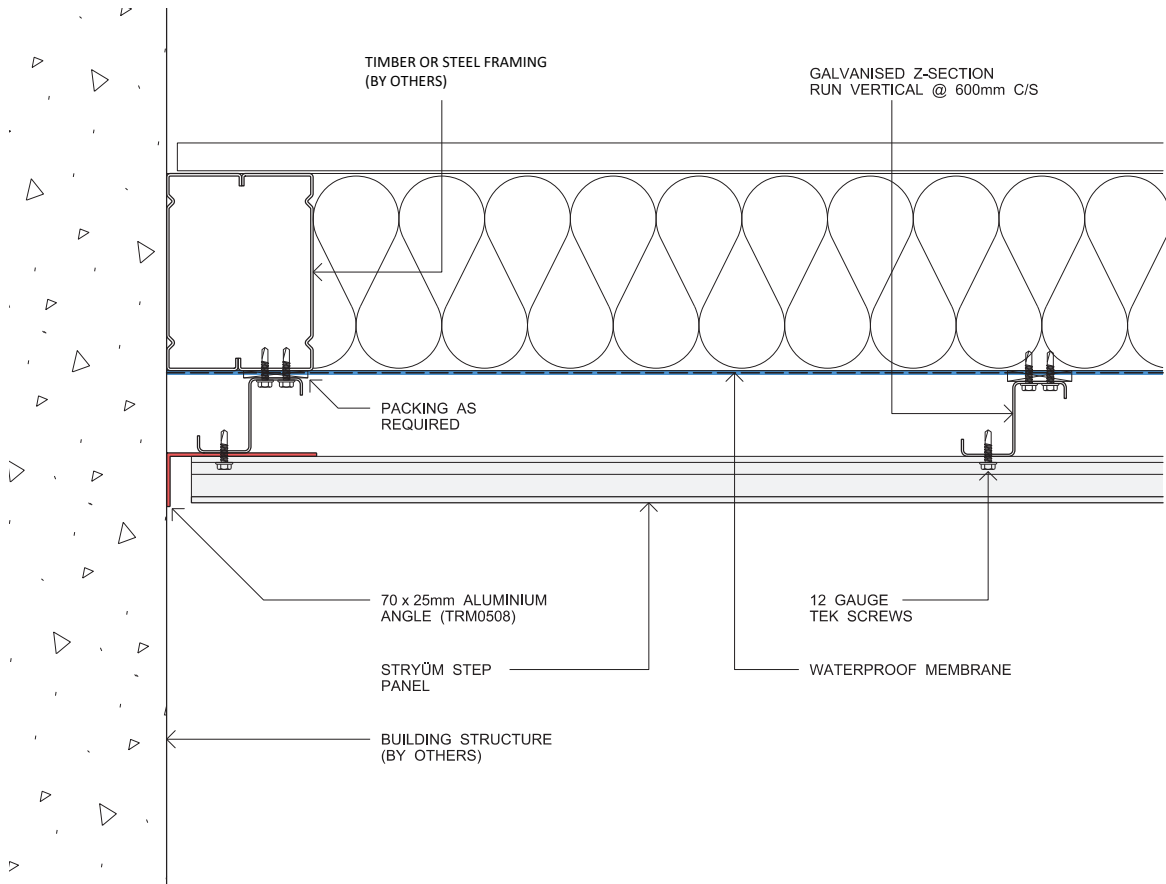 TIMBER OR STEEL FRAMING
(BY OTHERS)
GALVANISED Z-SECTION
RUN VERTICAL @ 600mm C/S
PACKING AS
REQUIRED
70 x 25mm ALUMINIUM
ANGLE (TRM0508)
12 GAUGE
TEK SCREWS
STRYÜM STEP
PANEL
WATERPROOF MEMBRANE
BUILDING STRUCTURE
(BY OTHERS)